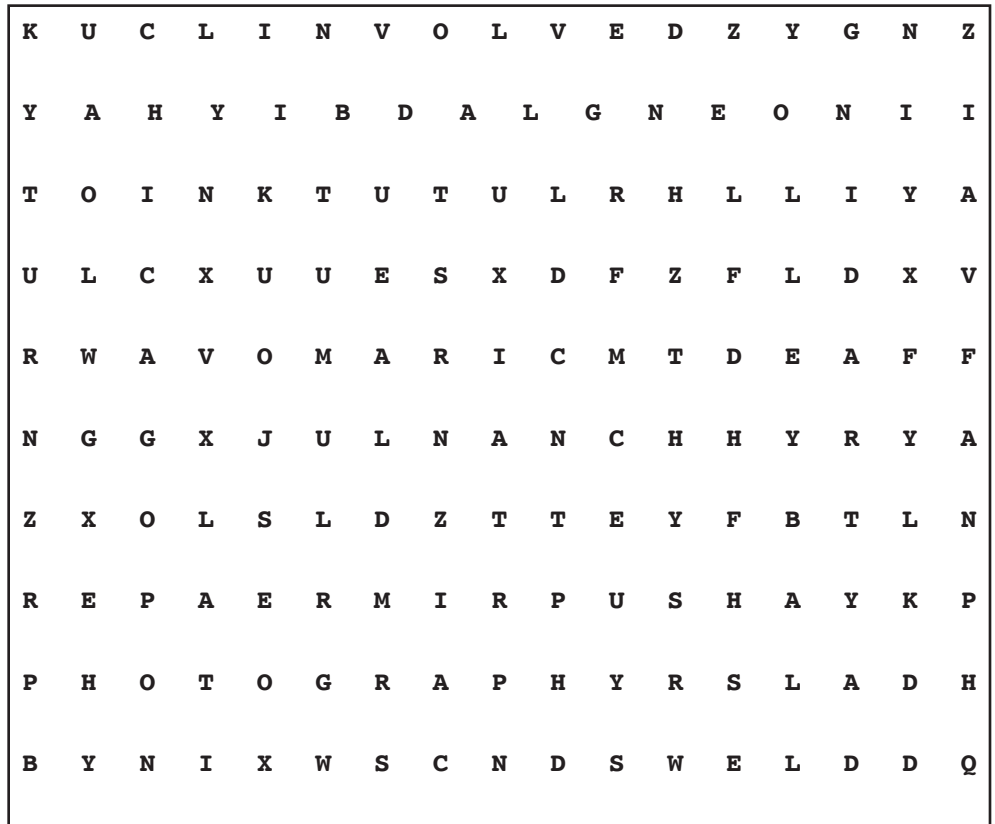 K U C L I N V O L V E D Z Y G N Z
Y A H Y I B D A L G N E O N I I
T O I N K T U T U L R H L L I Y A
U L C X U U E S X D F Z F L D X V
R W A V O M A R I C M T D E A F F
N G G X J U L N A N C H H Y R Y A
Z X O L S L D Z T T E Y F B T L N
R E P A E R M I R P U S H A Y K P
P H O T O G R A P H Y R S L A D H
B Y N I X W S C N D S W E L D D Q